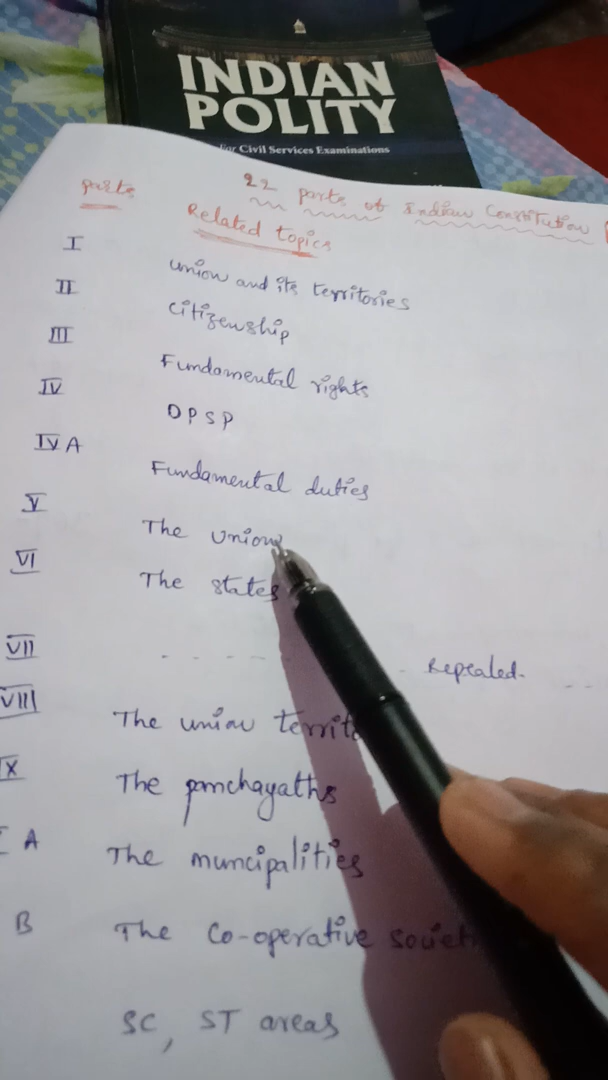 INDIAN
POLITY
For Civil Services Examinations
22 parts of Indian Constitution
parts Related topics
I Union and its territories
II citizenship
III Fundamental rights
IV DPSP
IV A Fundamental duties
V The Union
VI The states
VII - - - - - - Repealed. - -
VIII The union territ
IX The panchayaths
A The muncipalities
B The Co-operative societ
SC, ST areas